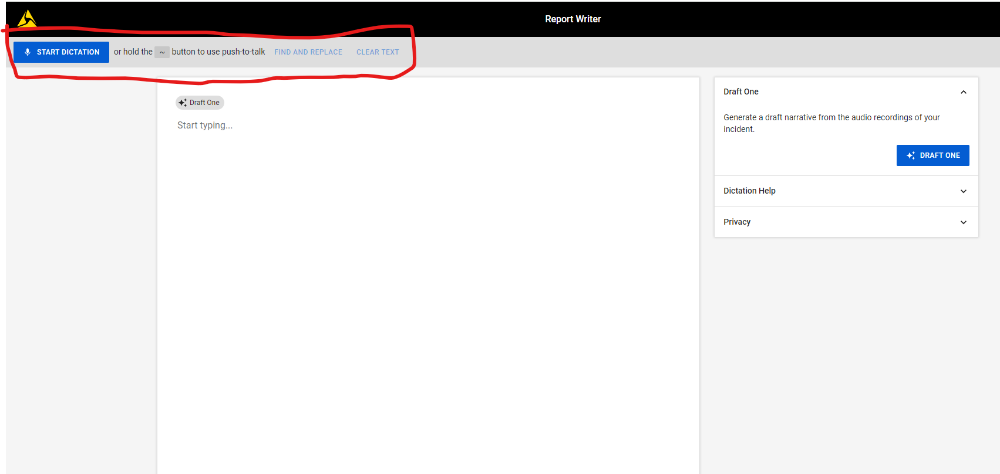 Report Writer
START DICTATION or hold the ~ button to use push-to-talk FIND AND REPLACE CLEAR TEXT
Draft One
Start typing...
Draft One
Generate a draft narrative from the audio recordings of your
incident.
DRAFT ONE
Dictation Help
Privacy